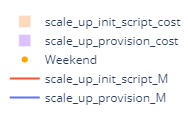 scale_up_init_script_cost
scale_up_provision_cost
Weekend
scale_up_init_script_M
scale_up_provision_M